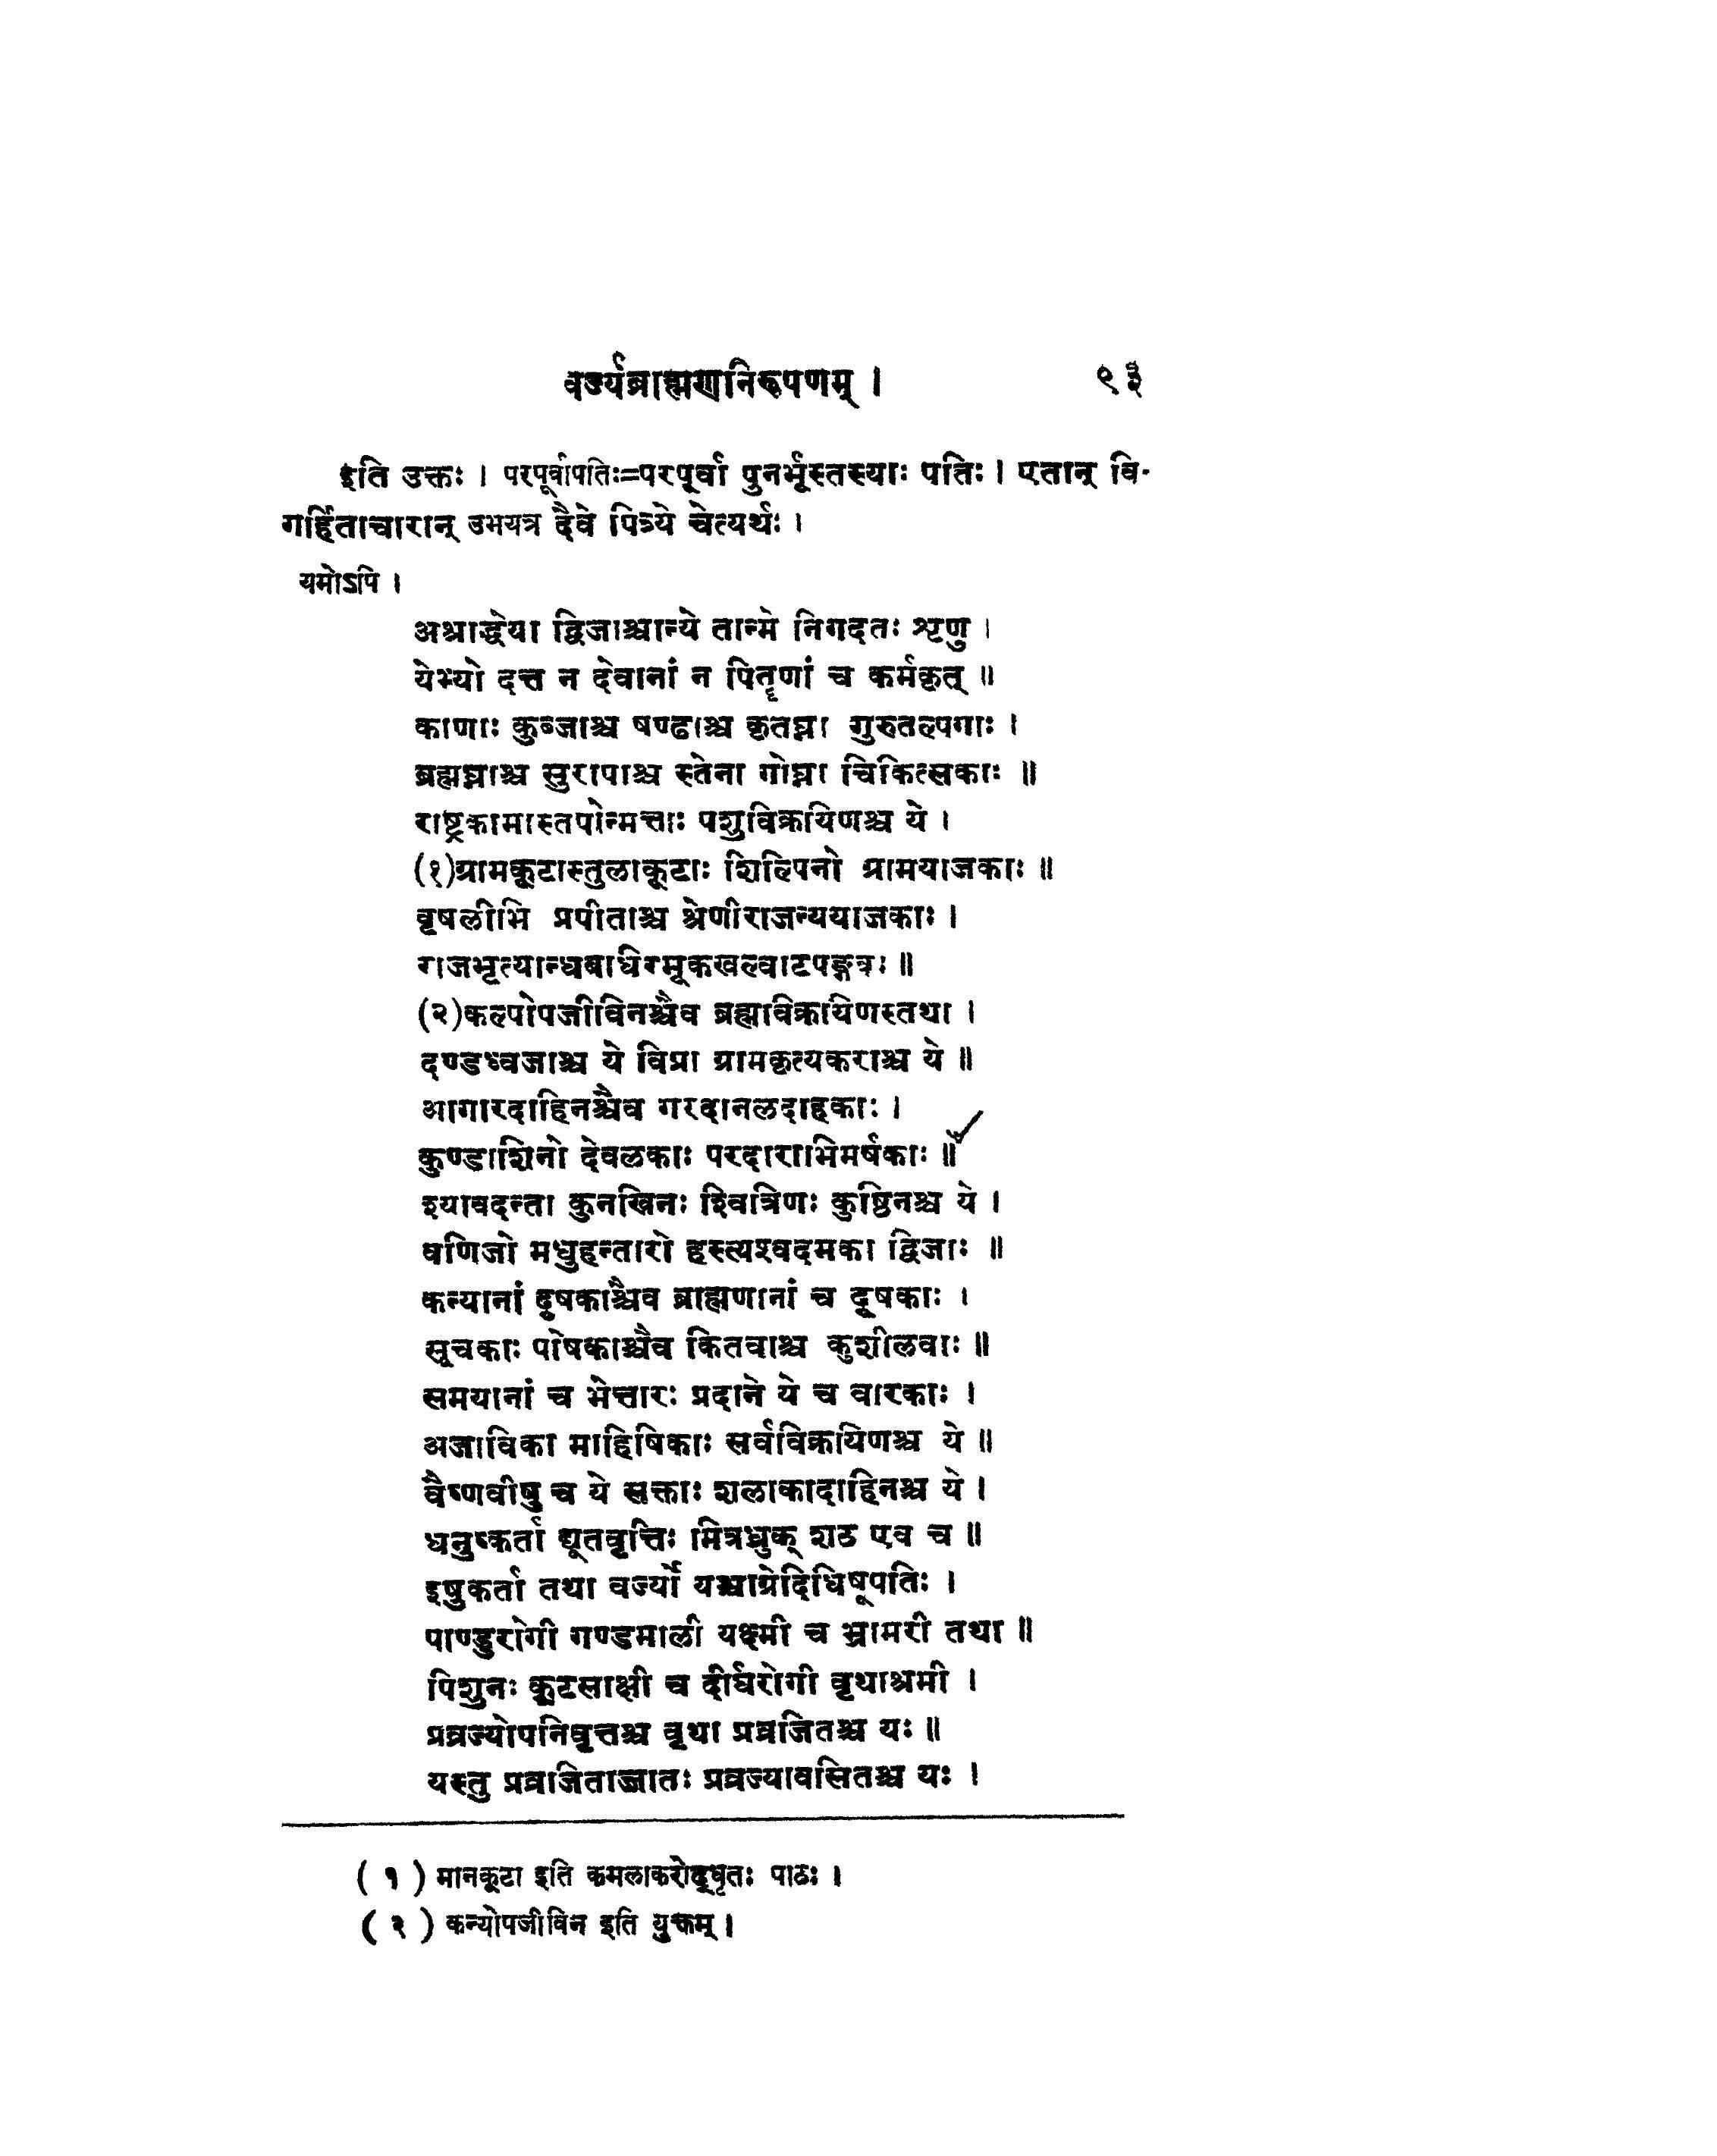 वर्ज्यब्राह्मणनिरूपणम् । ९३
इति उक्तः । परपूर्वापतिः=परपूर्वा पुनर्भूस्तस्याः पतिः । एतान् वि-
गर्हिताचारान् उभयत्र दैवे पित्र्ये चेत्यर्थः ।
यमोऽपि ।
अश्राद्धेया द्विजाश्चान्ये तान्मे निगदतः शृणु ।
येभ्यो दत्त न देवानां न पितॄणां च कर्मकृत् ॥
काणाः कुब्जाश्च षण्ढाश्च कृतघ्ना गुरुतल्पगाः ।
ब्रह्मघ्नाश्च सुरापाश्च स्तेना गोघ्ना चिकित्सकाः ॥
राष्ट्रकामास्तपोन्मत्ताः पशुविक्रयिणश्च ये ।
(१)ग्रामकूटास्तुलाकूटाः शिल्पिनो ग्रामयाजकाः ॥
वृषलीभि प्रपीताश्च श्रेणीराजन्ययाजकाः ।
राजभृत्यान्धबधिरमूकखल्वाटपङ्गवः ॥
(२)कल्पोपजीविनश्चैव ब्रह्मविक्रायिणस्तथा ।
दण्डध्वजाश्च ये विप्रा ग्रामकृत्यकराश्च ये ॥
आगारदाहिनश्चैव गरदानलदाहकाः ।
कुण्डाशिनो देवलकाः परदाराभिमर्षकाः ॥
श्यावदन्ता कुनखिनः श्वित्रिणः कुष्ठिनश्च ये ।
वणिजो मधुहन्तारो हस्त्यश्वदमका द्विजाः ॥
कन्यानां दूषकाश्चैव ब्राह्मणानां च दूषकाः ।
सूचकाः पोषकाश्चैव कितवाश्च कुशीलवाः ॥
समयानां च भेत्तारः प्रदाने ये च वारकाः ।
अजाविका माहिषिकाः सर्वविक्रयिणश्च ये ॥
वैष्णवीषु च ये सक्ताः शलाकादाहिनश्च ये ।
धनुष्कर्ता द्यूतवृत्तिः मित्रध्रुक् शठ एव च ॥
इषुकर्ता तथा वर्ज्यो यश्चाग्रेदिधिषूपतिः ।
पाण्डुरोगी गण्डमाली यक्ष्मी च भ्रामरी तथा ॥
पिशुनः कूटसाक्षी च दीर्घरोगी वृथाश्रमी ।
प्रव्रज्योपनिवृत्तश्च वृथा प्रव्रजितश्च यः ॥
यस्तु प्रव्रजिताज्जातः प्रव्रज्यावसितश्च यः ।
( १ ) मानकूटा इति कमलाकरोद्धृतः पाठः ।
( २ ) कन्योपजीविन इति युक्तम् ।